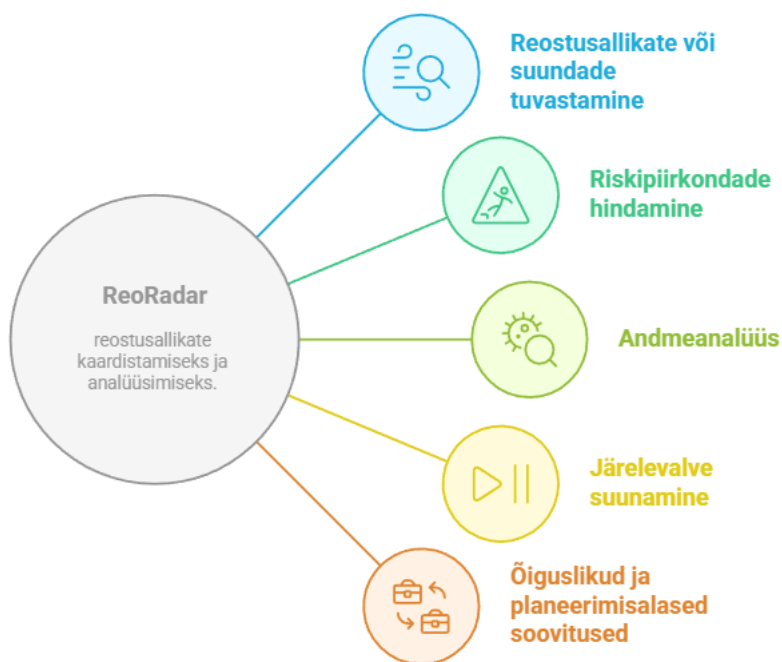 Reostusallikate või
suundade
tuvastamine
Riskipiirkondade
hindamine
ReoRadar
reostusallikate
kaardistamiseks ja
analüüsimiseks.
Andmeanalüüs
Järelevalve
suunamine
Õiguslikud ja
planeerimisalased
soovitused